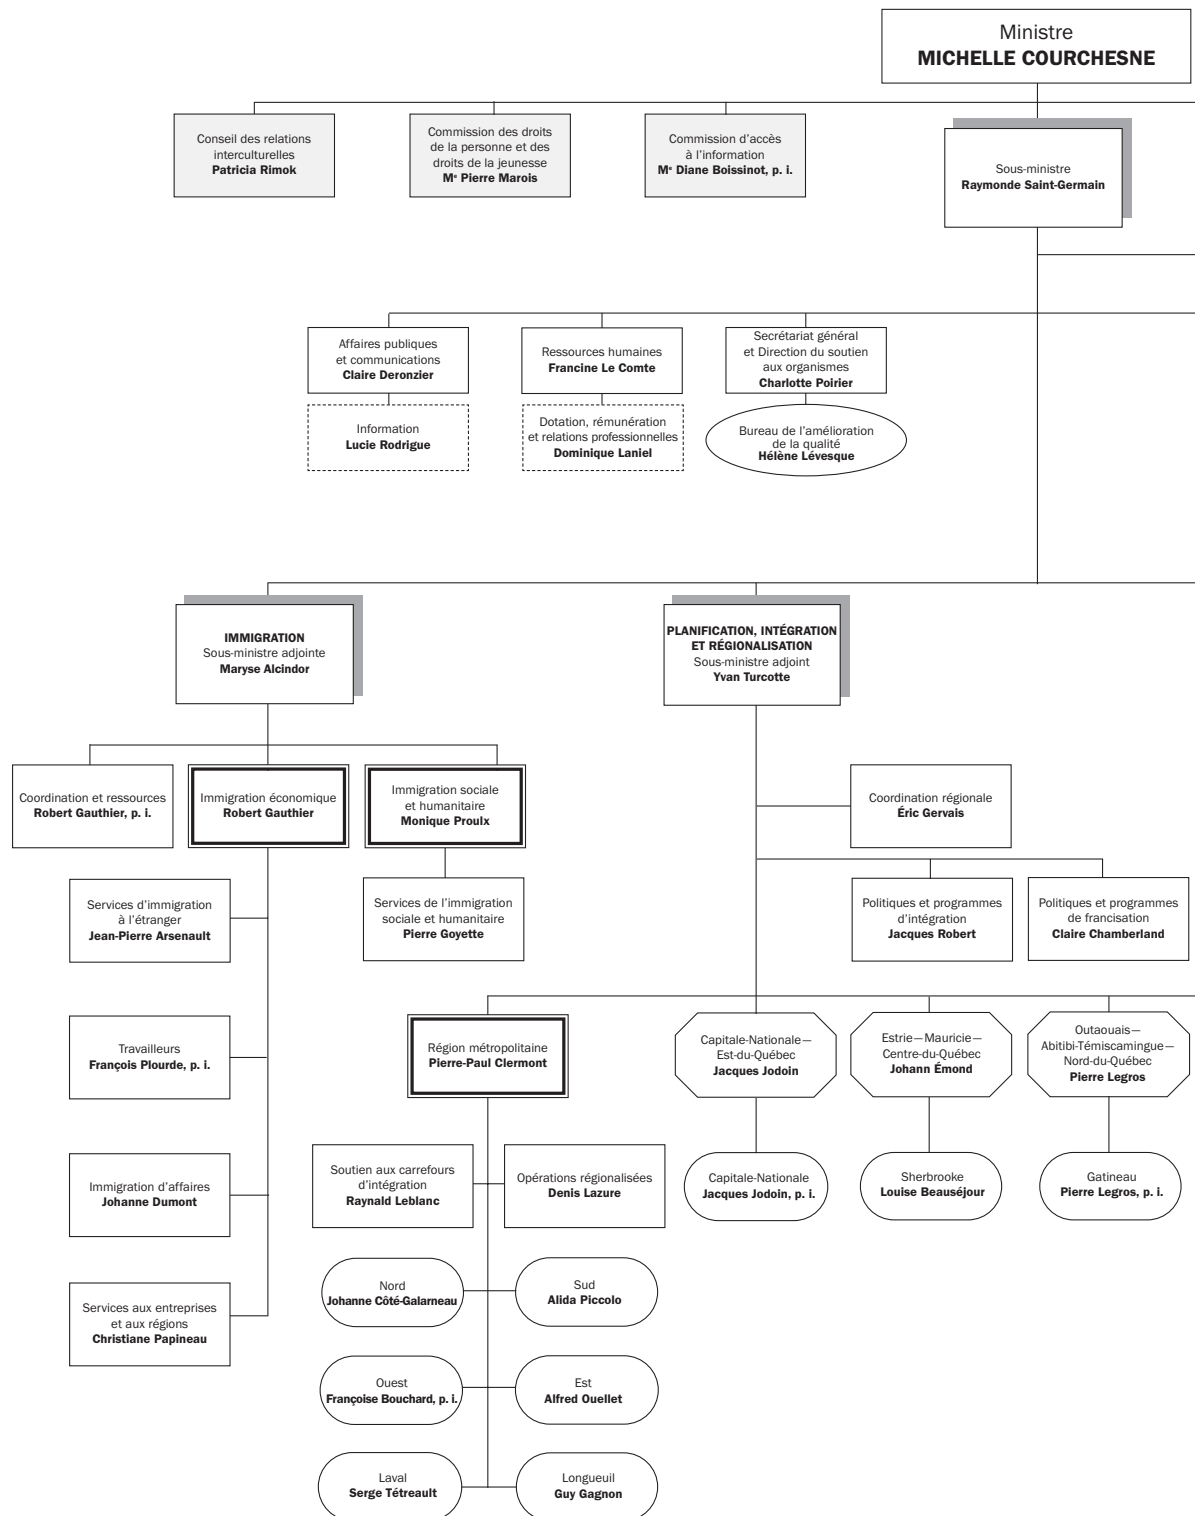 Ministre
MICHELLE COURCHESNE
Conseil des relations
interculturelles
Patricia Rimok
Commission des droits
de la personne et des
droits de la jeunesse
Me Pierre Marois
Commission d'accès
à l'information
Me Diane Boissinot, p. i.
Sous-ministre
Raymonde Saint-Germain
Affaires publiques
et communications
Claire Deronzier
Ressources humaines
Francine Le Comte
Secrétariat général
et Direction du soutien
aux organismes
Charlotte Poirier
Information
Lucie Rodrigue
Dotation, rémunération
et relations professionnelles
Dominique Laniel
Bureau de l'amélioration
de la qualité
Hélène Lévesque
IMMIGRATION
Sous-ministre adjointe
Maryse Alcindor
PLANIFICATION, INTÉGRATION
ET RÉGIONALISATION
Sous-ministre adjoint
Yvan Turcotte
Coordination et ressources
Robert Gauthier, p. i.
Immigration économique
Robert Gauthier
Immigration sociale
et humanitaire
Monique Proulx
Coordination régionale
Éric Gervais
Services d'immigration
à l'étranger
Jean-Pierre Arsenault
Services de l'immigration
sociale et humanitaire
Pierre Goyette
Politiques et programmes
d'intégration
Jacques Robert
Politiques et programmes
de francisation
Claire Chamberland
Travailleurs
François Plourde, p. i.
Région métropolitaine
Pierre-Paul Clermont
Capitale-Nationale—
Est-du-Québec
Jacques Jodoin
Estrie—Mauricie—
Centre-du-Québec
Johann Émond
Outaouais—
Abitibi-Témiscamingue—
Nord-du-Québec
Pierre Legros
Immigration d'affaires
Johanne Dumont
Soutien aux carrefours
d'intégration
Raynald Leblanc
Opérations régionalisées
Denis Lazure
Capitale-Nationale
Jacques Jodoin, p. i.
Sherbrooke
Louise Beauséjour
Gatineau
Pierre Legros, p. i.
Services aux entreprises
et aux régions
Christiane Papineau
Nord
Johanne Côté-Galarneau
Sud
Alida Piccolo
Ouest
Françoise Bouchard, p. i.
Est
Alfred Ouellet
Laval
Serge Tétreault
Longueuil
Guy Gagnon